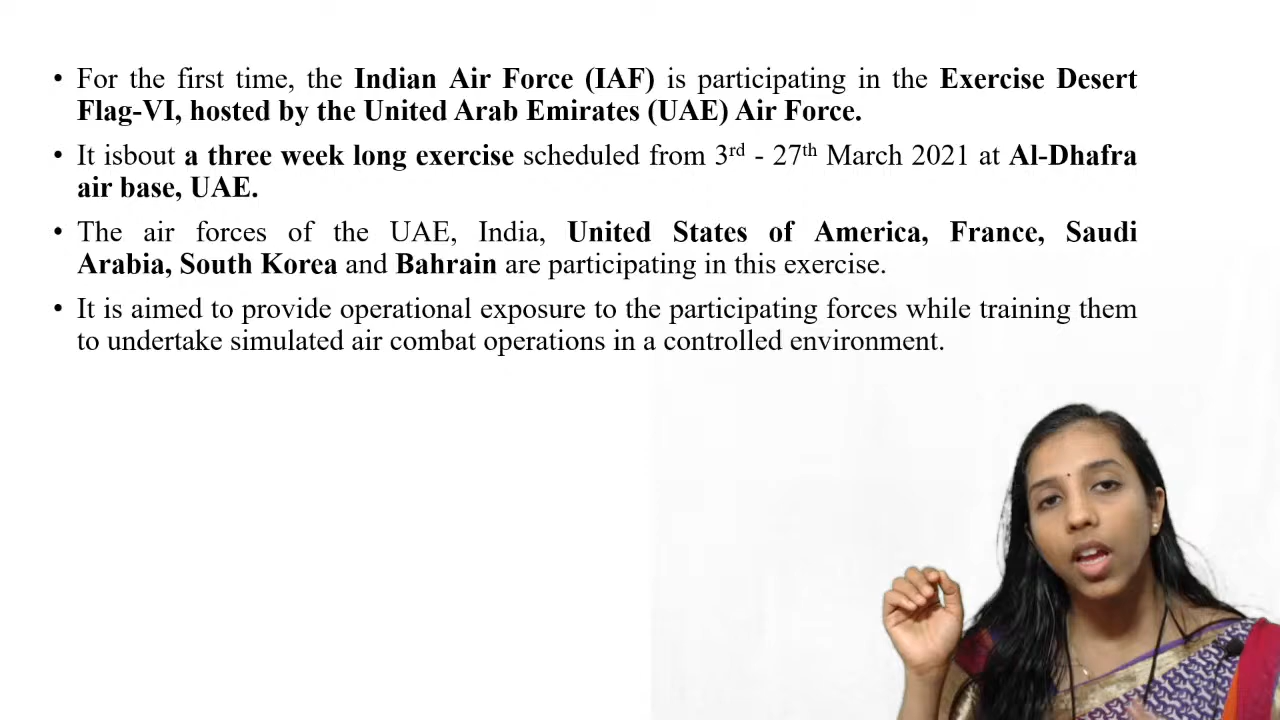 • For the first time, the Indian Air Force (IAF) is participating in the Exercise Desert
Flag-VI, hosted by the United Arab Emirates (UAE) Air Force.
• It isbout a three week long exercise scheduled from 3rd - 27th March 2021 at Al-Dhafra
air base, UAE.
• The air forces of the UAE, India, United States of America, France, Saudi
Arabia, South Korea and Bahrain are participating in this exercise.
• It is aimed to provide operational exposure to the participating forces while training them
to undertake simulated air combat operations in a controlled environment.